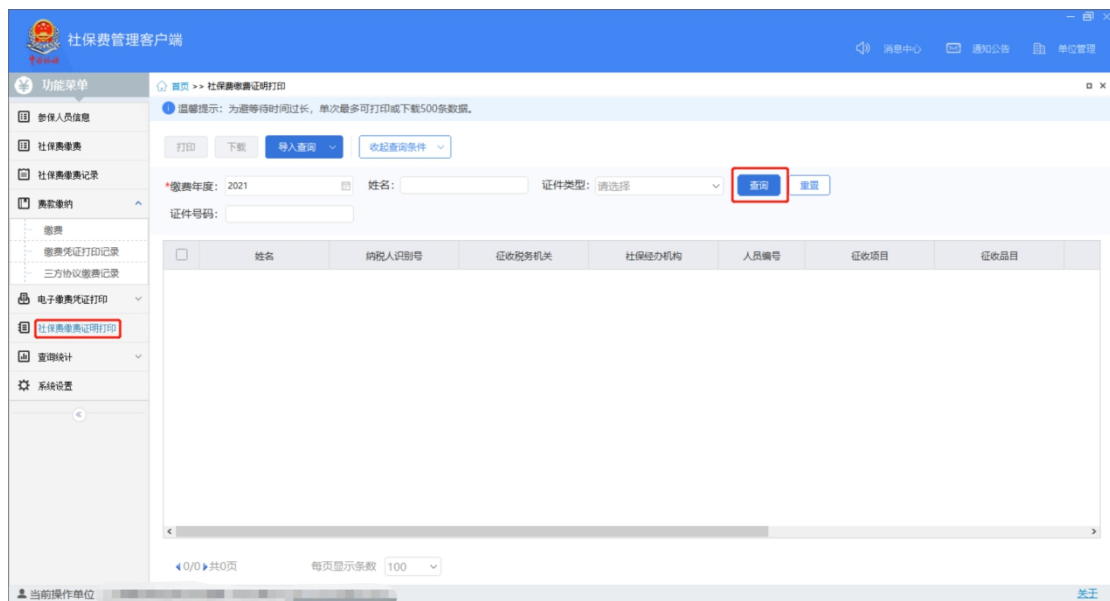 社保费管理客户端
消息中心 通知公告 单位管理
中国税务
功能菜单
首页 >> 社保费缴费证明打印
温馨提示：为避等待时间过长，单次最多可打印或下载500条数据。
参保人员信息
社保费缴费
社保费缴费记录
费款缴纳
缴费
缴费凭证打印记录
三方协议缴费记录
电子缴费凭证打印
社保费缴费证明打印
查询统计
系统设置
打印 下载 导入查询 收起查询条件
*缴费年度： 2021 姓名： 证件类型： 请选择 查询 重置
证件号码：
姓名 纳税人识别号 征收税务机关 社保经办机构 人员编号 征收项目 征收品目
0/0 共0页 每页显示条数 100
当前操作单位 关于